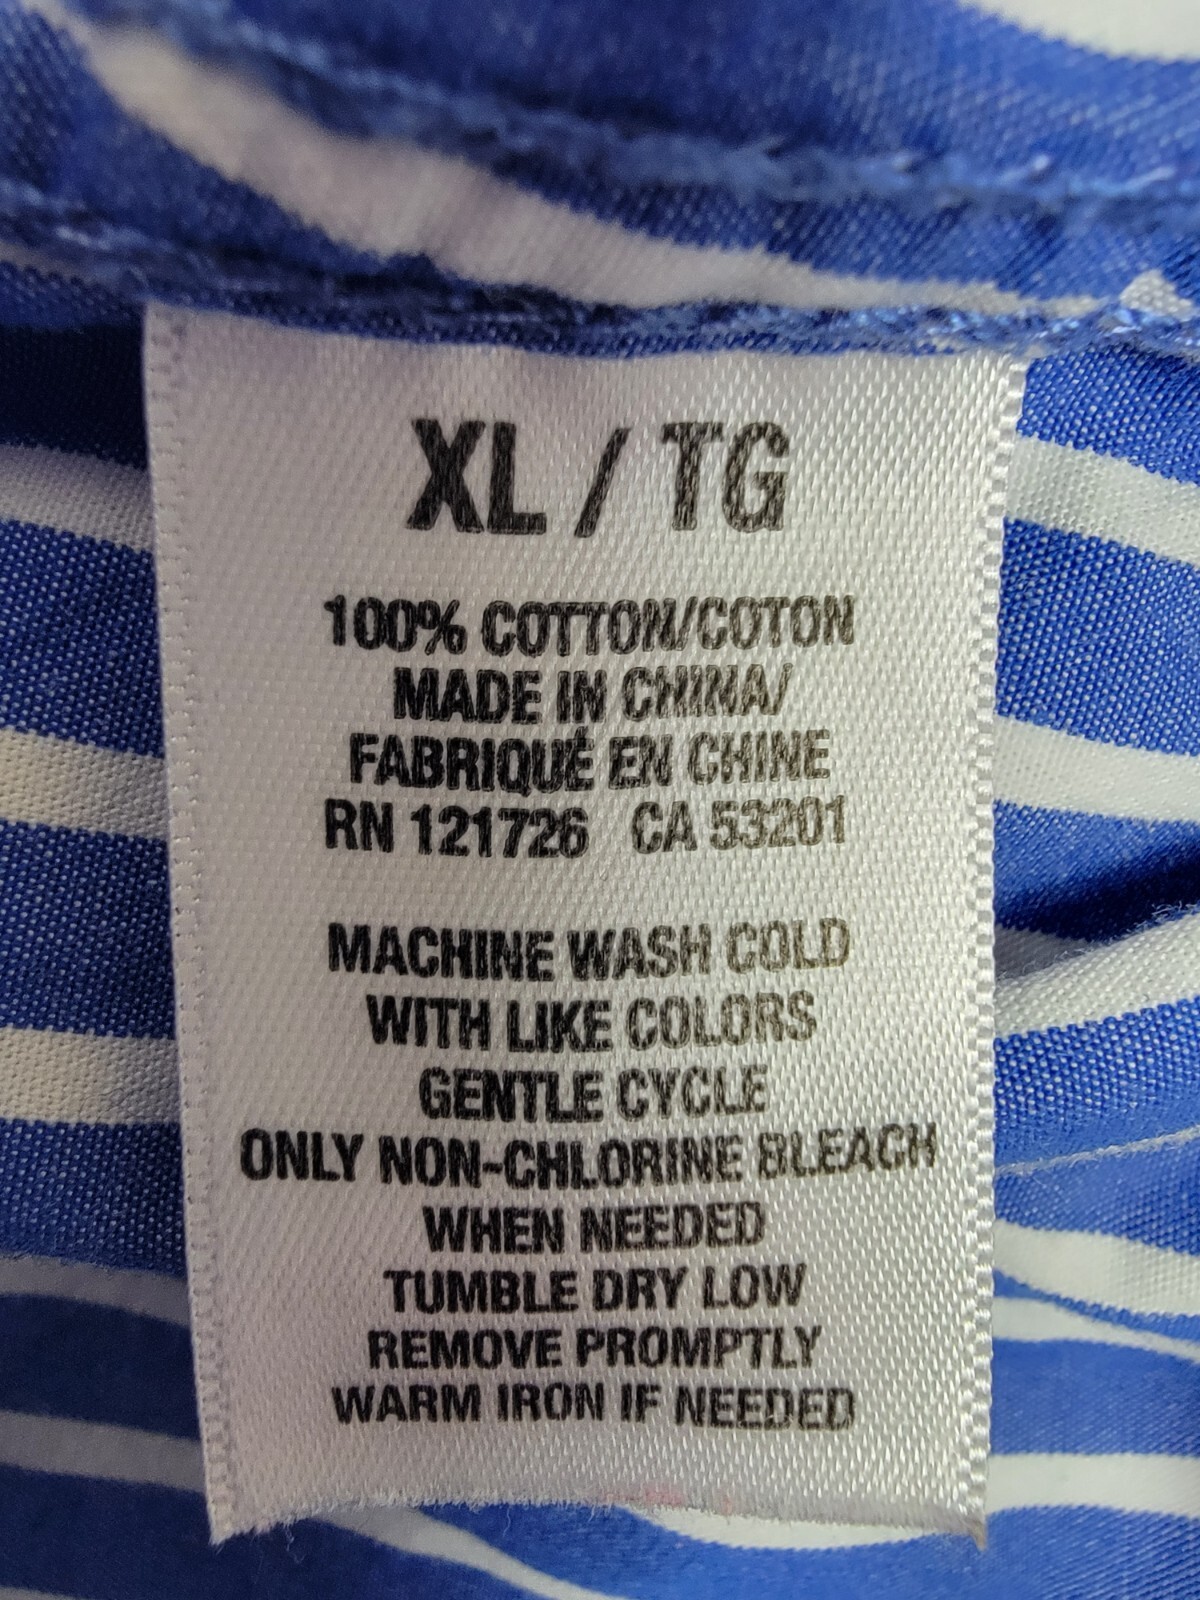 XL / TG
100% COTTON/COTON
MADE IN CHINA/
FABRIQUÉ EN CHINE
RN 121726 CA 53201
MACHINE WASH COLD
WITH LIKE COLORS
GENTLE CYCLE
ONLY NON-CHLORINE BLEACH
WHEN NEEDED
TUMBLE DRY LOW
REMOVE PROMPTLY
WARM IRON IF NEEDED